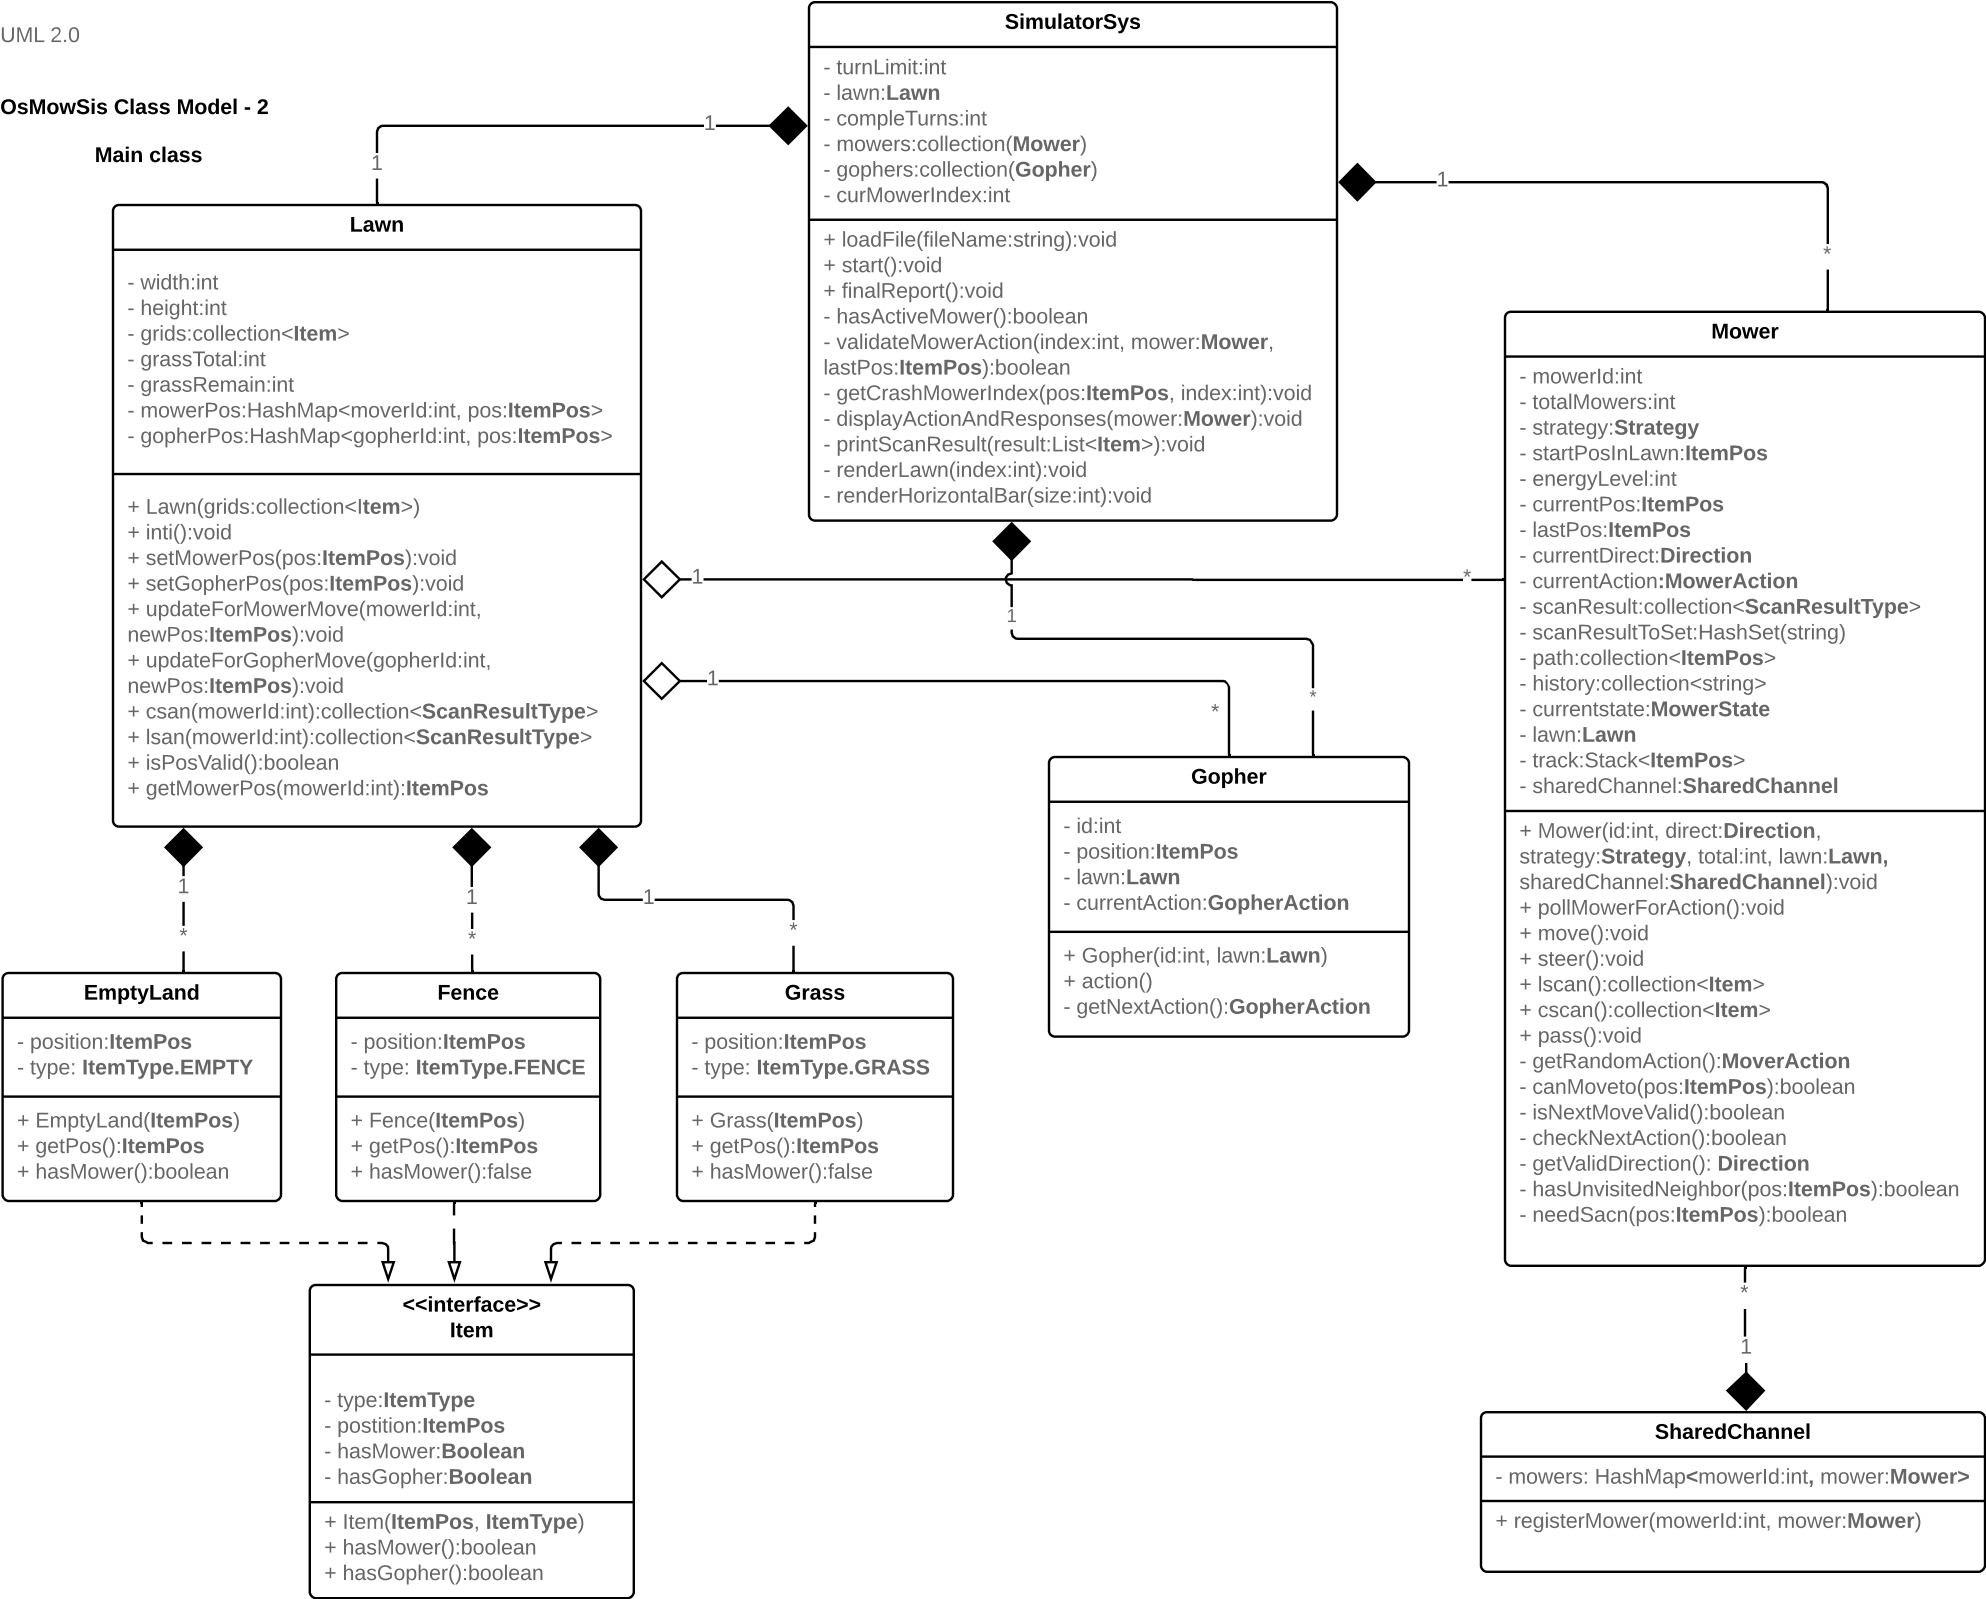 UML 2.0
OsMowSis Class Model - 2
Main class
SimulatorSys
- turnLimit:int
- lawn:Lawn
- compleTurns:int
- mowers:collection(Mower)
- gophers:collection(Gopher)
- curMowerIndex:int
+ loadFile(fileName:string):void
+ start():void
+ finalReport():void
- hasActiveMower():boolean
- validateMowerAction(index:int, mower:Mower,
lastPos:ItemPos):boolean
- getCrashMowerIndex(pos:ItemPos, index:int):void
- displayActionAndResponses(mower:Mower):void
- printScanResult(result:List<Item>):void
- renderLawn(index:int):void
- renderHorizontalBar(size:int):void
1
1
1
*
Lawn
- width:int
- height:int
- grids:collection<Item>
- grassTotal:int
- grassRemain:int
- mowerPos:HashMap<moverId:int, pos:ItemPos>
- gopherPos:HashMap<gopherId:int, pos:ItemPos>
+ Lawn(grids:collection<Item>)
+ inti():void
+ setMowerPos(pos:ItemPos):void
+ setGopherPos(pos:ItemPos):void
+ updateForMowerMove(mowerId:int,
newPos:ItemPos):void
+ updateForGopherMove(gopherId:int,
newPos:ItemPos):void
+ csan(mowerId:int):collection<ScanResultType>
+ lsan(mowerId:int):collection<ScanResultType>
+ isPosValid():boolean
+ getMowerPos(mowerId:int):ItemPos
1
*
1
*
1
*
Mower
- mowerId:int
- totalMowers:int
- strategy:Strategy
- startPosInLawn:ItemPos
- energyLevel:int
- currentPos:ItemPos
- lastPos:ItemPos
- currentDirect:Direction
- currentAction:MowerAction
- scanResult:collection<ScanResultType>
- scanResultToSet:HashSet(string)
- path:collection<ItemPos>
- history:collection<string>
- currentstate:MowerState
- lawn:Lawn
- track:Stack<ItemPos>
- sharedChannel:SharedChannel
+ Mower(id:int, direct:Direction,
strategy:Strategy, total:int, lawn:Lawn,
sharedChannel:SharedChannel):void
+ pollMowerForAction():void
+ move():void
+ steer():void
+ lscan():collection<Item>
+ cscan():collection<Item>
+ pass():void
- getRandomAction():MoverAction
- canMoveto(pos:ItemPos):boolean
- isNextMoveValid():boolean
- checkNextAction():boolean
- getValidDirection(): Direction
- hasUnvisitedNeighbor(pos:ItemPos):boolean
- needSacn(pos:ItemPos):boolean
Gopher
- id:int
- position:ItemPos
- lawn:Lawn
- currentAction:GopherAction
+ Gopher(id:int, lawn:Lawn)
+ action()
- getNextAction():GopherAction
1
*
1
*
1
*
EmptyLand
- position:ItemPos
- type: ItemType.EMPTY
+ EmptyLand(ItemPos)
+ getPos():ItemPos
+ hasMower():boolean
Fence
- position:ItemPos
- type: ItemType.FENCE
+ Fence(ItemPos)
+ getPos():ItemPos
+ hasMower():false
Grass
- position:ItemPos
- type: ItemType.GRASS
+ Grass(ItemPos)
+ getPos():ItemPos
+ hasMower():false
<<interface>>
Item
- type:ItemType
- postition:ItemPos
- hasMower:Boolean
- hasGopher:Boolean
+ Item(ItemPos, ItemType)
+ hasMower():boolean
+ hasGopher():boolean
*
1
SharedChannel
- mowers: HashMap<mowerId:int, mower:Mower>
+ registerMower(mowerId:int, mower:Mower)